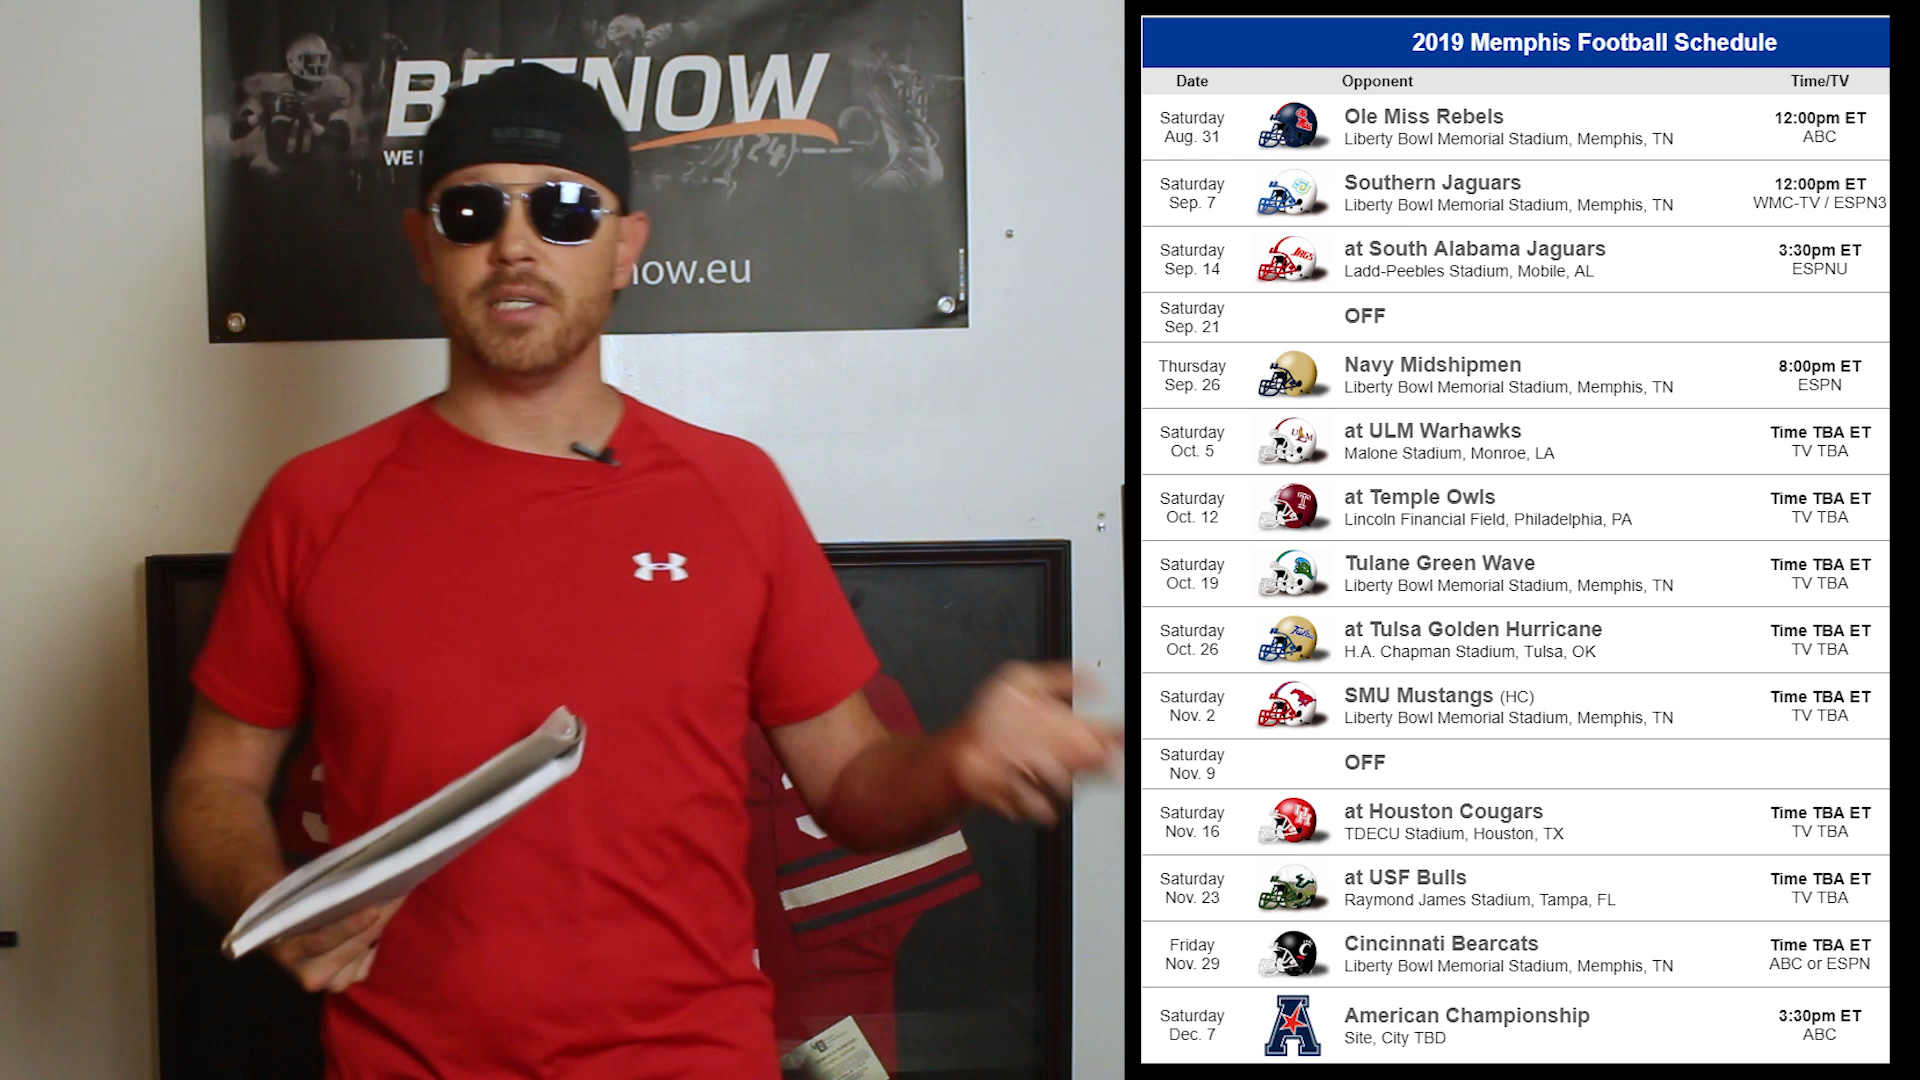 BETNOW
WE
now.eu
24
2019 Memphis Football Schedule
Date Opponent Time/TV
Saturday Ole Miss Rebels 12:00pm ET
Aug. 31 Liberty Bowl Memorial Stadium, Memphis, TN ABC
Saturday Southern Jaguars 12:00pm ET
Sep. 7 Liberty Bowl Memorial Stadium, Memphis, TN WMC-TV / ESPN3
Saturday at South Alabama Jaguars 3:30pm ET
Sep. 14 Ladd-Peebles Stadium, Mobile, AL ESPNU
Saturday
Sep. 21 OFF
Thursday Navy Midshipmen 8:00pm ET
Sep. 26 Liberty Bowl Memorial Stadium, Memphis, TN ESPN
Saturday at ULM Warhawks Time TBA ET
Oct. 5 Malone Stadium, Monroe, LA TV TBA
Saturday at Temple Owls Time TBA ET
Oct. 12 Lincoln Financial Field, Philadelphia, PA TV TBA
Saturday Tulane Green Wave Time TBA ET
Oct. 19 Liberty Bowl Memorial Stadium, Memphis, TN TV TBA
Saturday at Tulsa Golden Hurricane Time TBA ET
Oct. 26 H.A. Chapman Stadium, Tulsa, OK TV TBA
Saturday SMU Mustangs (HC) Time TBA ET
Nov. 2 Liberty Bowl Memorial Stadium, Memphis, TN TV TBA
Saturday
Nov. 9 OFF
Saturday at Houston Cougars Time TBA ET
Nov. 16 TDECU Stadium, Houston, TX TV TBA
Saturday at USF Bulls Time TBA ET
Nov. 23 Raymond James Stadium, Tampa, FL TV TBA
Friday Cincinnati Bearcats Time TBA ET
Nov. 29 Liberty Bowl Memorial Stadium, Memphis, TN ABC or ESPN
Saturday American Championship 3:30pm ET
Dec. 7 Site, City TBD ABC